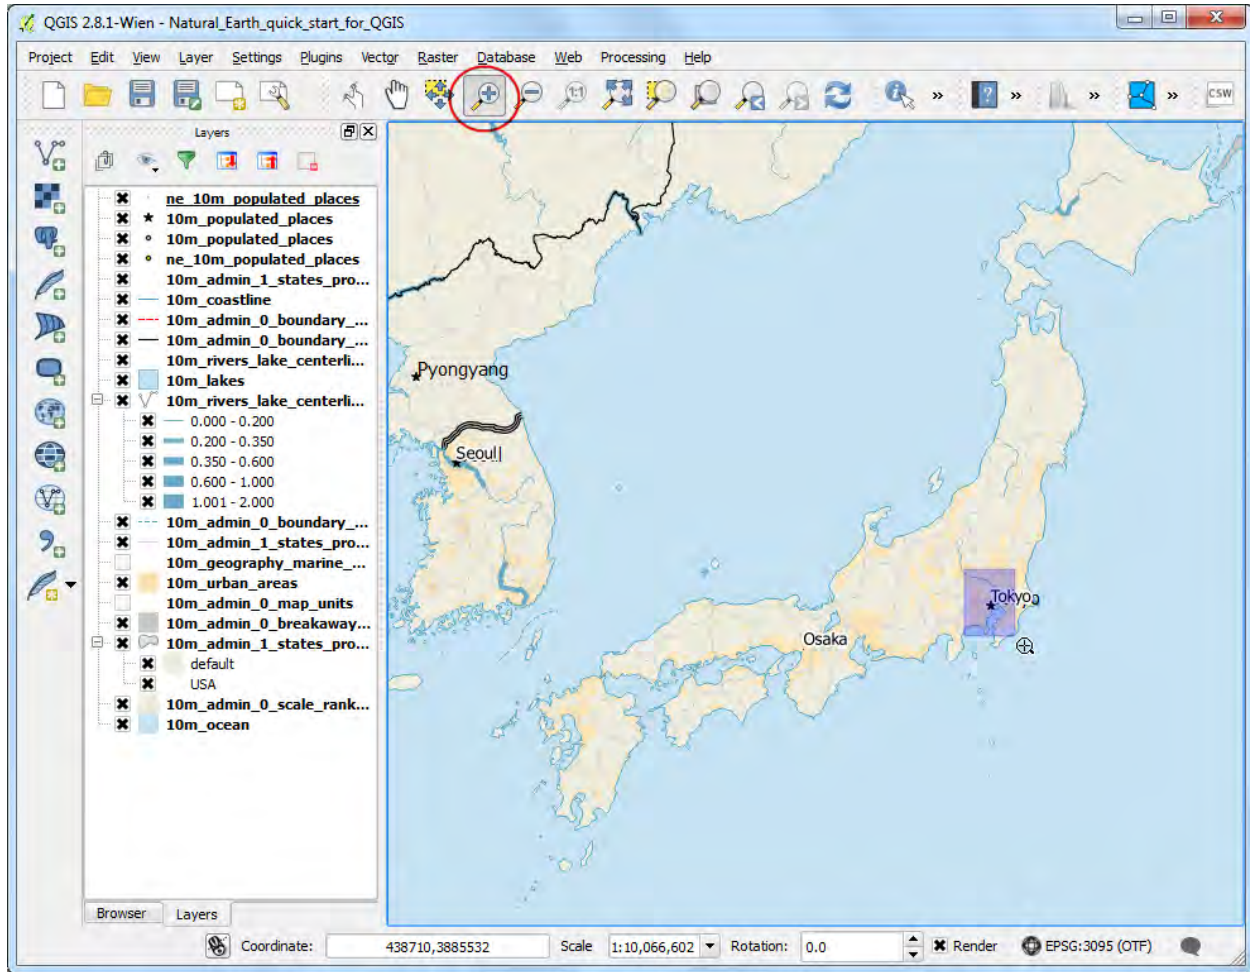 QGIS 2.8.1-Wien - Natural_Earth_quick_start_for_QGIS
Project Edit View Layer Settings Plugins Vector Raster Database Web Processing Help
1:1
» ? » » » CSW
Layers
ne_10m_populated_places
10m_populated_places
10m_populated_places
ne_10m_populated_places
10m_admin_1_states_pro...
10m_coastline
10m_admin_0_boundary_...
10m_admin_0_boundary_...
10m_rivers_lake_centerli...
10m_lakes
10m_rivers_lake_centerli...
0.000 - 0.200
0.200 - 0.350
0.350 - 0.600
0.600 - 1.000
1.001 - 2.000
10m_admin_0_boundary_...
10m_admin_1_states_pro...
10m_geography_marine_...
10m_urban_areas
10m_admin_0_map_units
10m_admin_0_breakaway...
10m_admin_1_states_pro...
default
USA
10m_admin_0_scale_rank...
10m_ocean
Pyongyang
Seoul
Tokyo
Osaka
Browser Layers
Coordinate: 438710,3885532 Scale 1:10,066,602 Rotation: 0.0 Render EPSG:3095 (OTF)